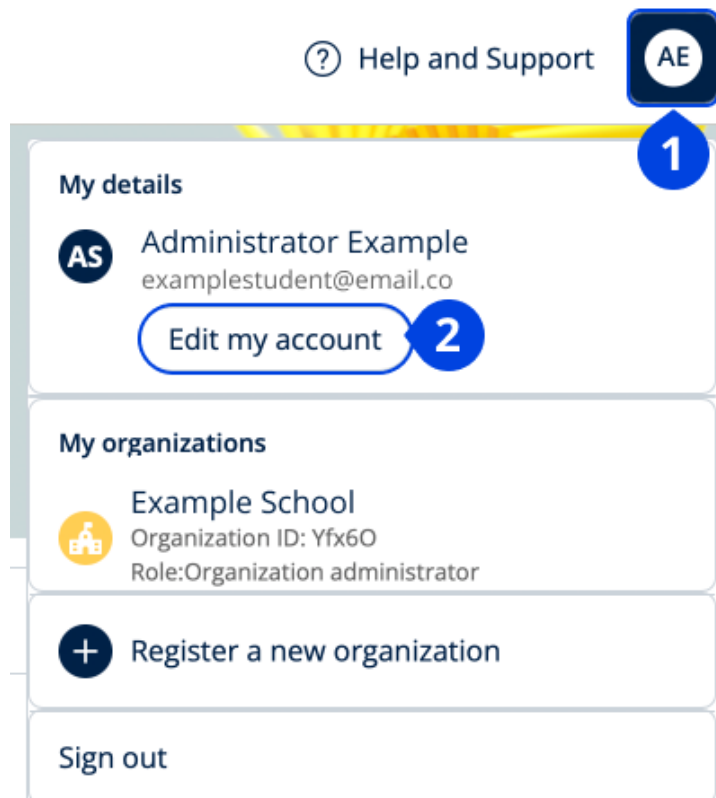 Help and Support
AE
1
My details
AS
Administrator Example
examplestudent@email.co
Edit my account
2
My organizations
Example School
Organization ID: Yfx6O
Role:Organization administrator
Register a new organization
Sign out